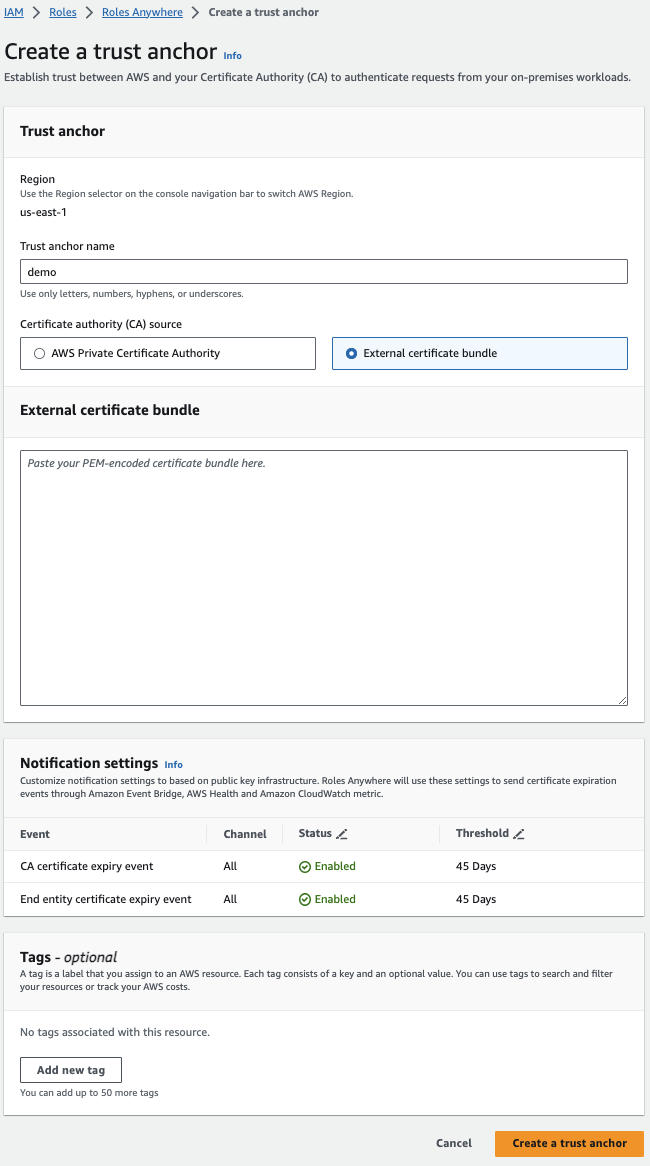 IAM > Roles > Roles Anywhere > Create a trust anchor
Create a trust anchor Info
Establish trust between AWS and your Certificate Authority (CA) to authenticate requests from your on-premises workloads.
Trust anchor
Region
Use the Region selector on the console navigation bar to switch AWS Region.
us-east-1
Trust anchor name
demo
Use only letters, numbers, hyphens, or underscores.
Certificate authority (CA) source
AWS Private Certificate Authority
External certificate bundle
External certificate bundle
Paste your PEM-encoded certificate bundle here.
Notification settings Info
Customize notification settings to based on public key infrastructure. Roles Anywhere will use these settings to send certificate expiration
events through Amazon Event Bridge, AWS Health and Amazon CloudWatch metric.
Event Channel Status Threshold
CA certificate expiry event All Enabled 45 Days
End entity certificate expiry event All Enabled 45 Days
Tags - optional
A tag is a label that you assign to an AWS resource. Each tag consists of a key and an optional value. You can use tags to search and filter
your resources or track your AWS costs.
No tags associated with this resource.
Add new tag
You can add up to 50 more tags
Cancel Create a trust anchor